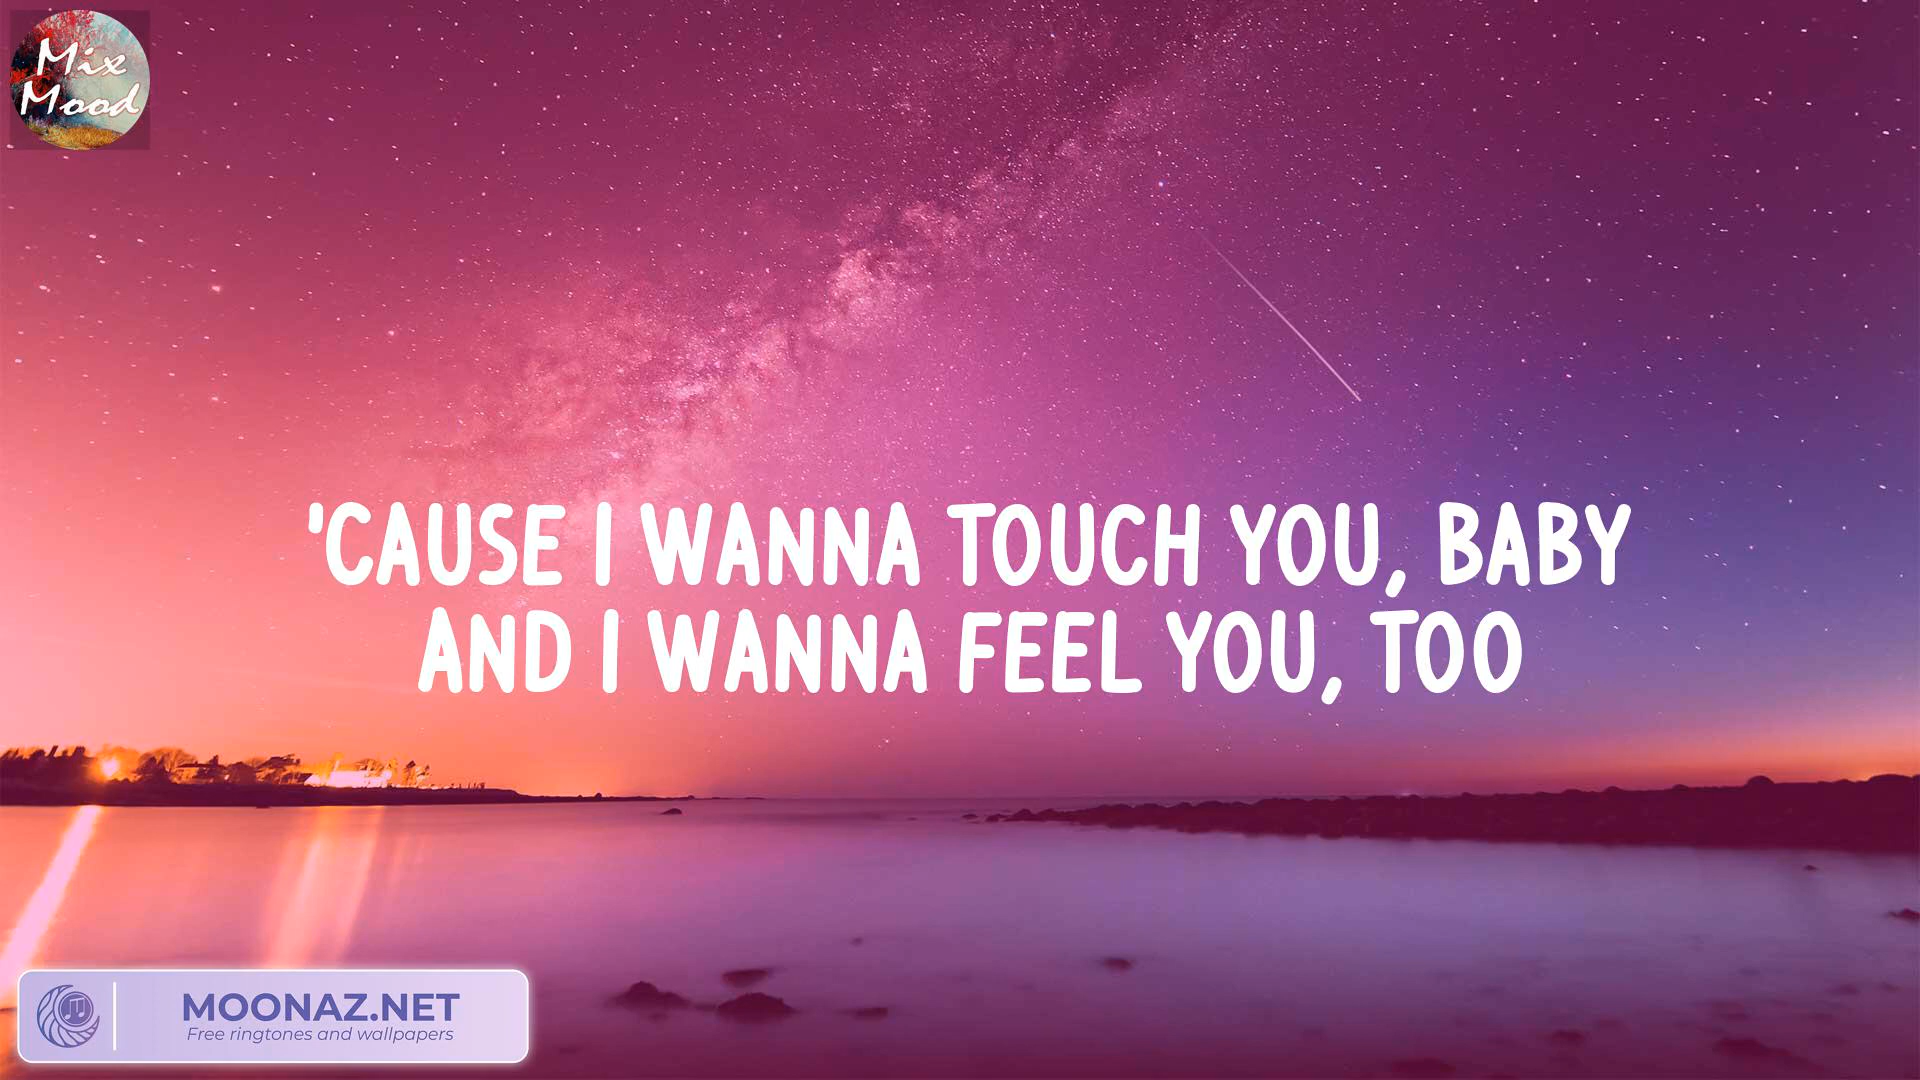 Mix
Mood
'CAUSE I WANNA TOUCH YOU, BABY
AND I WANNA FEEL YOU, TOO
MOONAZ.NET
Free ringtones and wallpapers